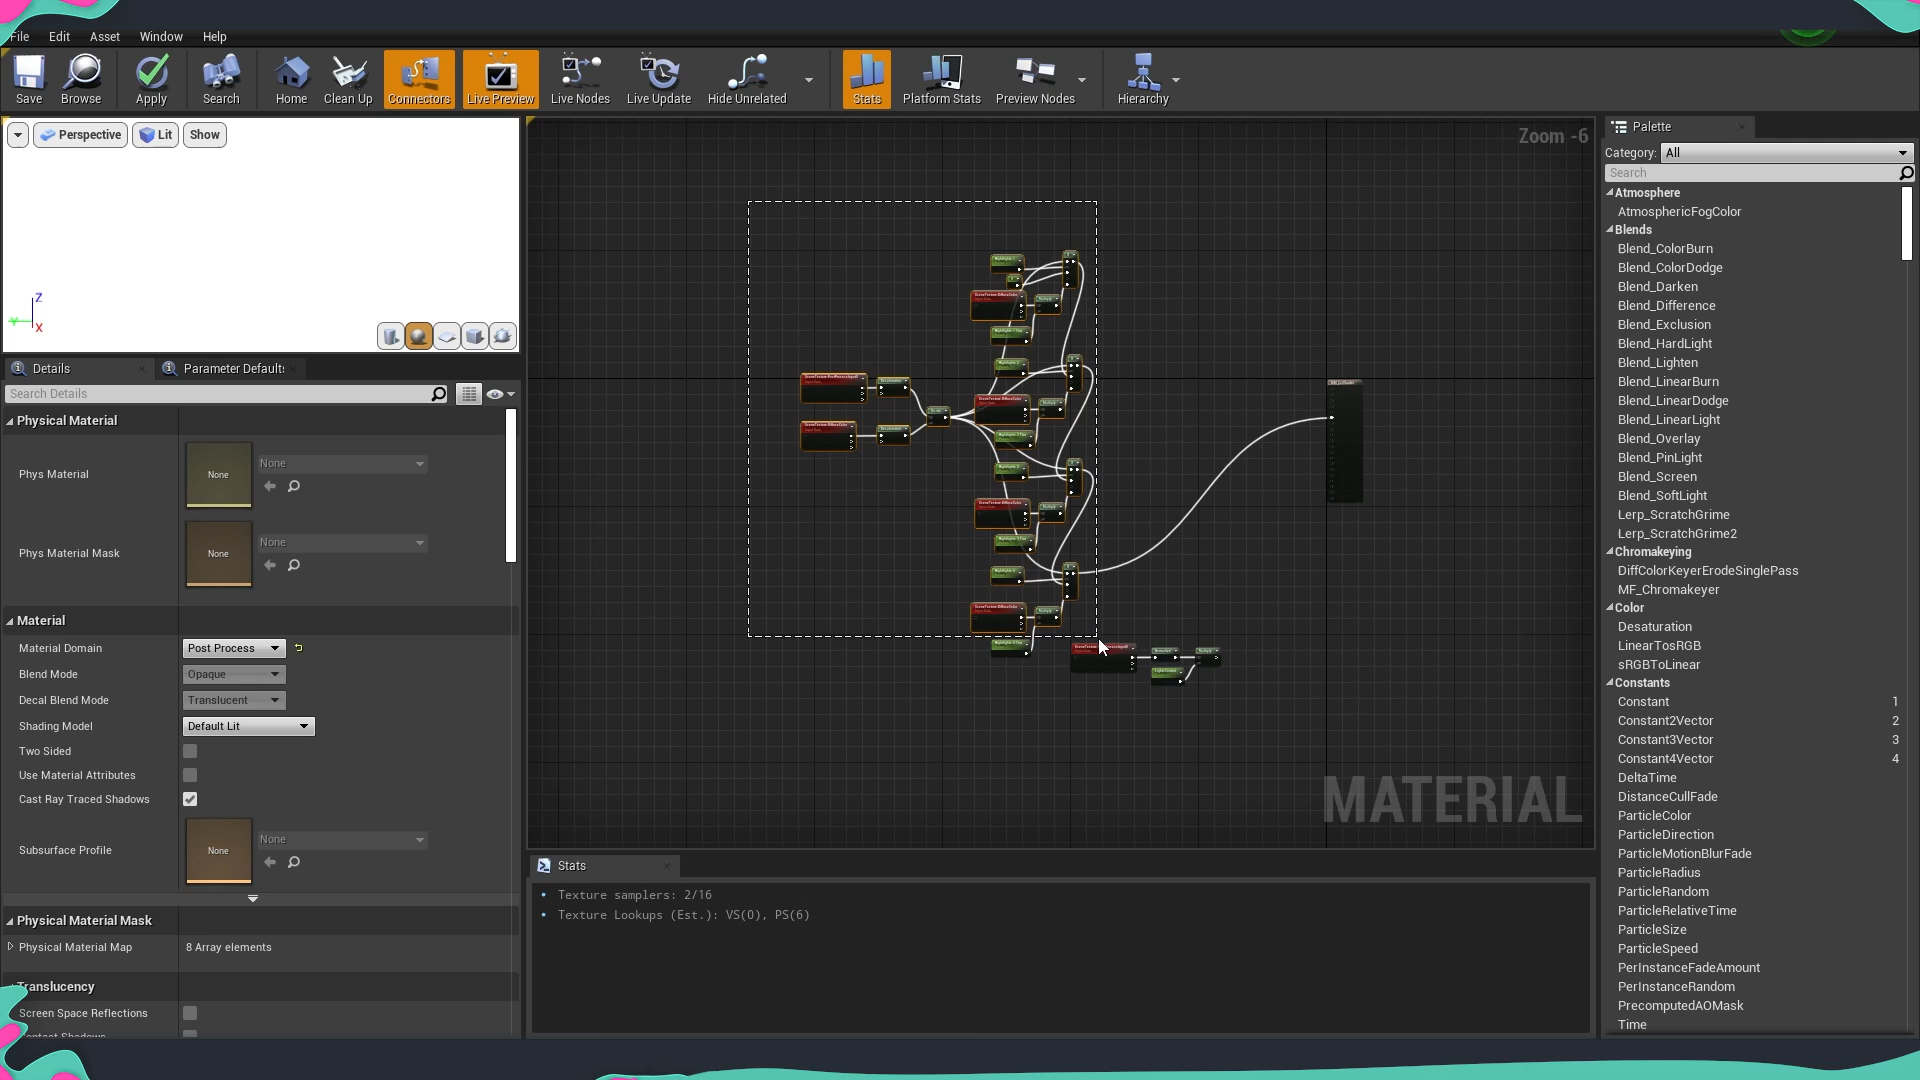 File Edit Asset Window Help
Save Browse Apply Search Home Clean Up Connectors Live Preview Live Nodes Live Update Hide Unrelated Stats Platform Stats Preview Nodes Hierarchy
Perspective Lit Show
Z
Y
X
Zoom -6
MATERIAL
Details
Parameter Defaults
Search Details
Physical Material
Phys Material
None
None
Phys Material Mask
None
None
Material
Material Domain
Post Process
Blend Mode
Opaque
Decal Blend Mode
Translucent
Shading Model
Default Lit
Two Sided
Use Material Attributes
Cast Ray Traced Shadows
Subsurface Profile
None
None
Physical Material Mask
Physical Material Map
8 Array elements
Translucency
Screen Space Reflections
Stats
Texture samplers: 2/16
Texture Lookups (Est.): VS(0), PS(6)
Palette
Category: All
Search
Atmosphere
AtmosphericFogColor
Blends
Blend_ColorBurn
Blend_ColorDodge
Blend_Darken
Blend_Difference
Blend_Exclusion
Blend_HardLight
Blend_Lighten
Blend_LinearBurn
Blend_LinearDodge
Blend_LinearLight
Blend_Overlay
Blend_PinLight
Blend_Screen
Blend_SoftLight
Lerp_ScratchGrime
Lerp_ScratchGrime2
Chromakeying
DiffColorKeyerErodeSinglePass
MF_Chromakeyer
Color
Desaturation
LinearTosRGB
sRGBToLinear
Constants
Constant 1
Constant2Vector 2
Constant3Vector 3
Constant4Vector 4
DeltaTime
DistanceCullFade
ParticleColor
ParticleDirection
ParticleMotionBlurFade
ParticleRadius
ParticleRandom
ParticleRelativeTime
ParticleSize
ParticleSpeed
PerInstanceFadeAmount
PerInstanceRandom
PrecomputedAOMask
Time